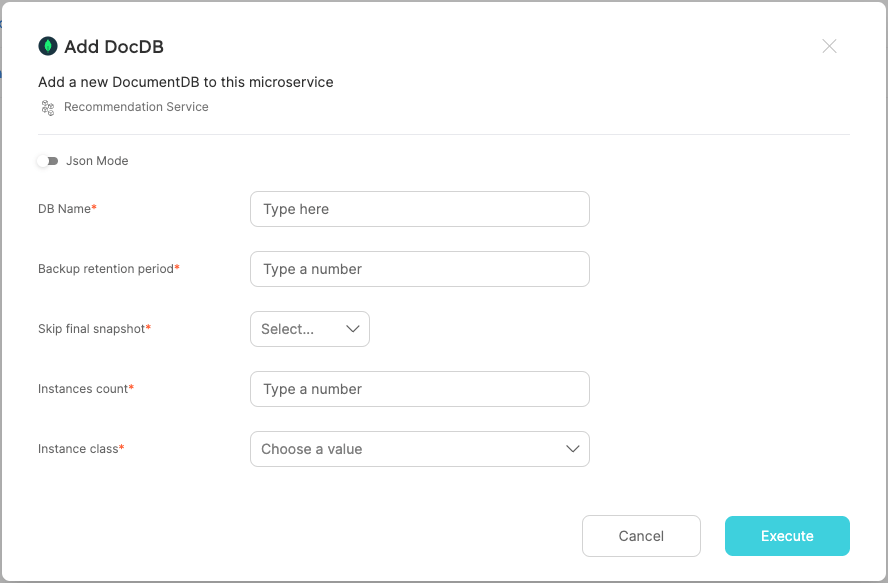 Add DocDB
Add a new DocumentDB to this microservice
Recommendation Service
Json Mode
DB Name*
Type here
Backup retention period*
Type a number
Skip final snapshot*
Select...
Instances count*
Type a number
Instance class*
Choose a value
Cancel
Execute